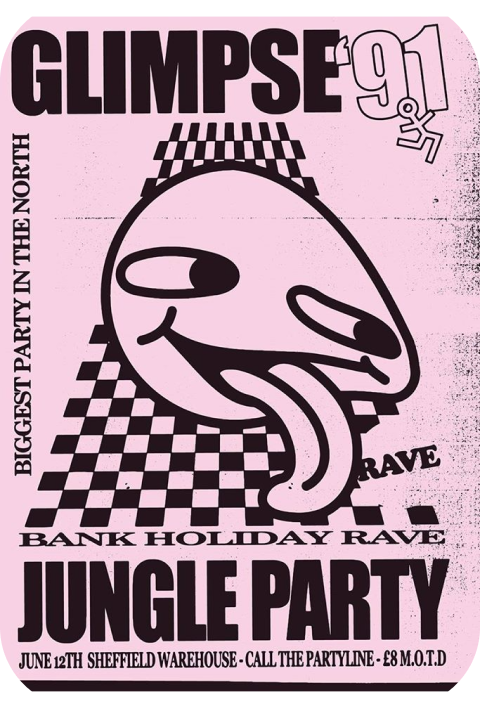 GLIMPSE '91
BIGGEST PARTY IN THE NORTH
RAVE
BANK HOLIDAY RAVE
JUNGLE PARTY
JUNE 12TH SHEFFIELD WAREHOUSE - CALL THE PARTYLINE - £8 M.O.T.D